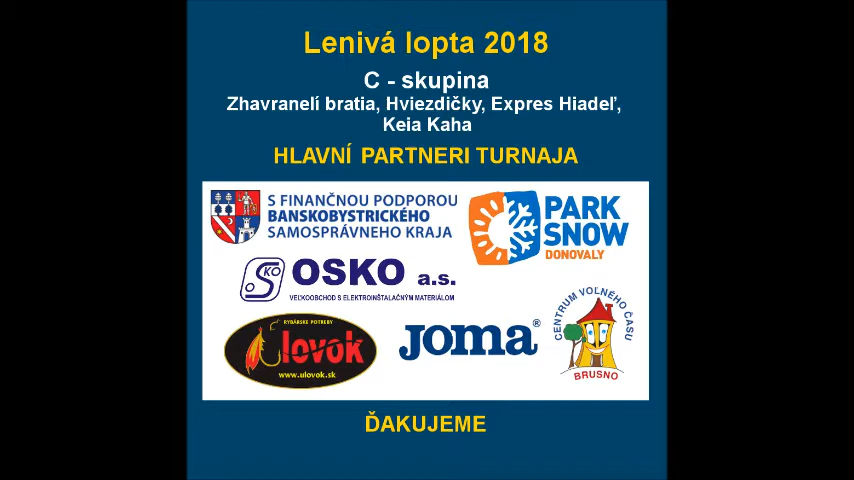 Lenivá lopta 2018
C - skupina
Zhavranelí bratia, Hviezdičky, Expres Hiadeľ,
Keia Kaha
HLAVNÍ PARTNERI TURNAJA
S FINANČNOU PODPOROU
BANSKOBYSTRICKÉHO
SAMOSPRÁVNEHO KRAJA
PARK
SNOW
DONOVALY
SKO OSKO a.s.
VEĽKOOBCHOD S ELEKTROINŠTALAČNÝM MATERIÁLOM
RYBÁRSKE POTREBY
Ulovok
www.ulovok.sk
JOMA®
CENTRUM VOĽNÉHO ČASU
BRUSNO
ĎAKUJEME